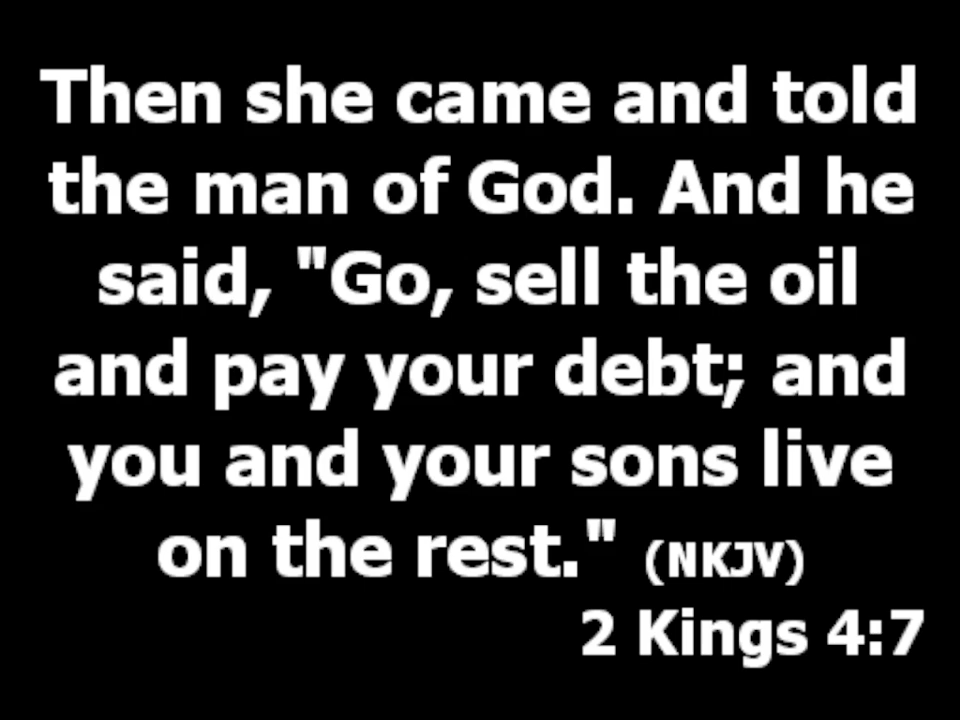 Then she came and told
the man of God. And he
said, "Go, sell the oil
and pay your debt; and
you and your sons live
on the rest." (NKJV)
2 Kings 4:7